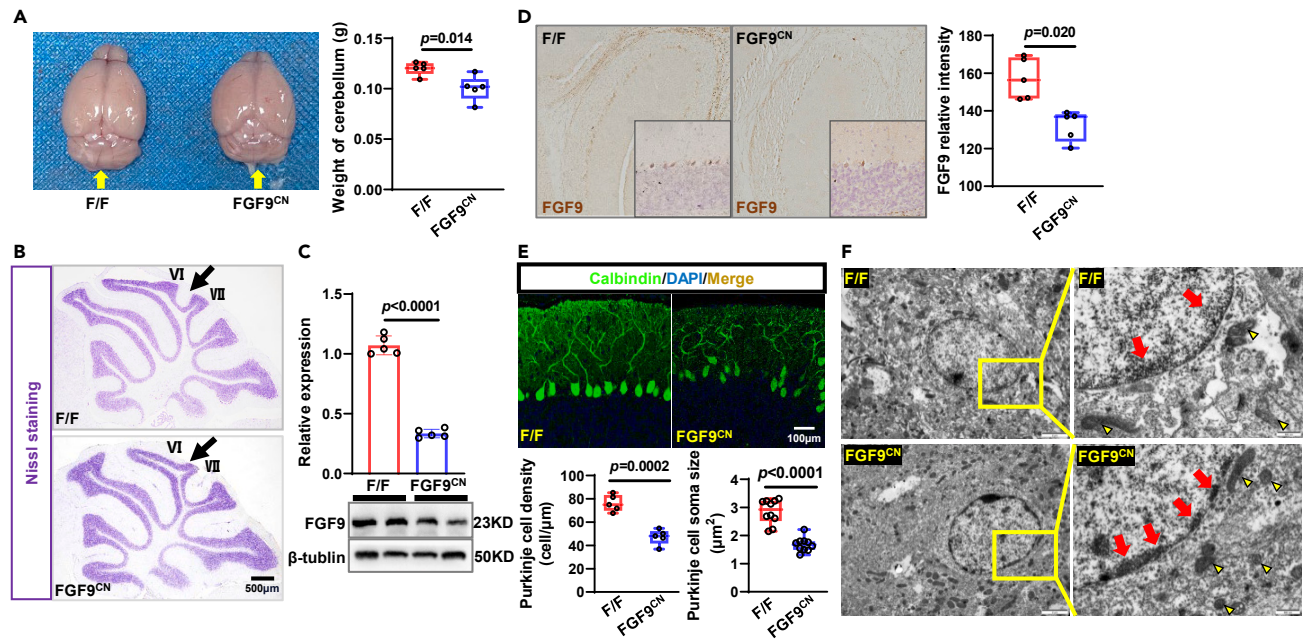 A
F/F
FGF9CN
Weight of cerebellum (g)
p=0.014
0.15
0.10
0.05
0.00
F/F
FGF9CN
B
Nissl staining
VI
VII
F/F
VI
VII
FGF9CN
500μm
C
Relative expression
p<0.0001
1.5
1.0
0.5
0.0
F/F
FGF9CN
FGF9
23KD
β-tublin
50KD
D
F/F
FGF9
FGF9CN
FGF9
FGF9 relative intensity
p=0.020
180
160
140
120
100
F/F
FGF9CN
E
Calbindin/DAPI/Merge
F/F
FGF9CN
100μm
Purkinje cell density
(cell/μm)
p=0.0002
100
80
60
40
20
0
F/F
FGF9CN
Purkinje cell soma size
(μm²)
p<0.0001
4
3
2
1
0
F/F
FGF9CN
F
F/F
F/F
FGF9CN
FGF9CN